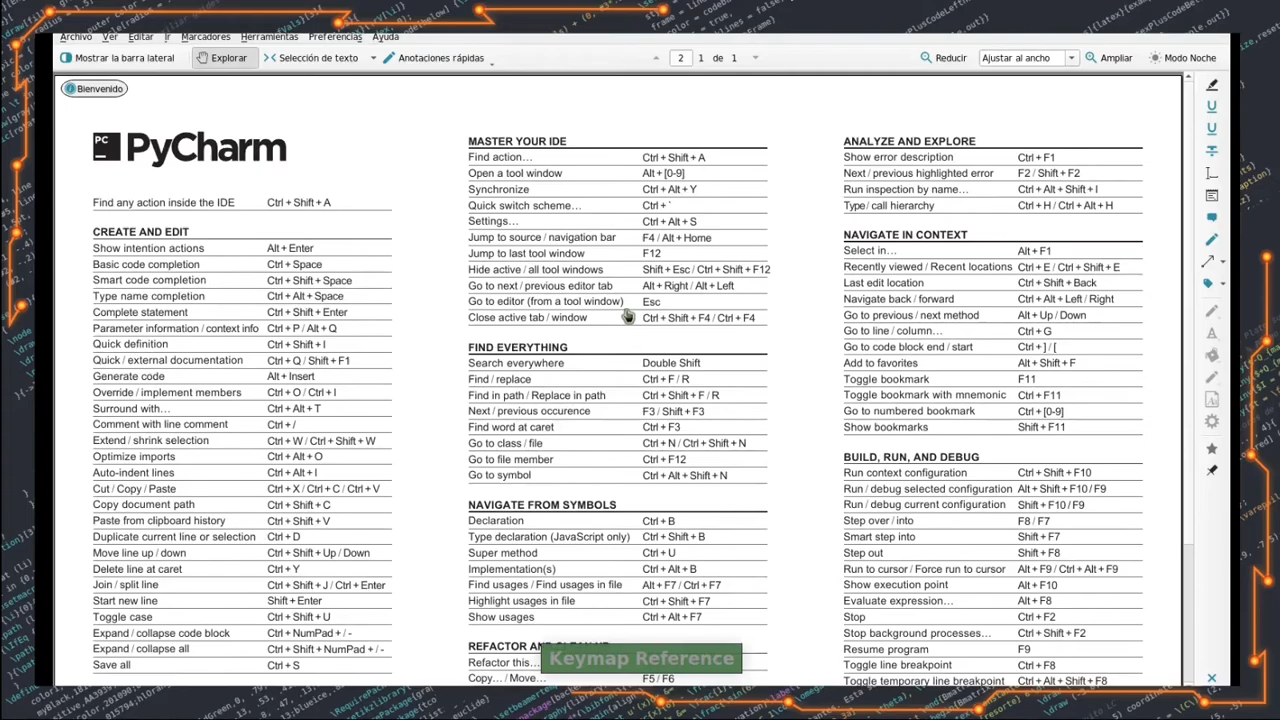 Archivo Ver Editar Ir Marcadores Herramientas Preferencias Ayuda
Mostrar la barra lateral Explorar Selección de texto Anotaciones rápidas 2 1 de 1 Reducir Ajustar al ancho Ampliar Modo Noche
Bienvenido
PC PyCharm
Find any action inside the IDE Ctrl + Shift + A
CREATE AND EDIT
Show intention actions Alt + Enter
Basic code completion Ctrl + Space
Smart code completion Ctrl + Shift + Space
Type name completion Ctrl + Alt + Space
Complete statement Ctrl + Shift + Enter
Parameter information / context info Ctrl + P / Alt + Q
Quick definition Ctrl + Shift + I
Quick / external documentation Ctrl + Q / Shift + F1
Generate code Alt + Insert
Override / implement members Ctrl + O / Ctrl + I
Surround with... Ctrl + Alt + T
Comment with line comment Ctrl + /
Extend / shrink selection Ctrl + W / Ctrl + Shift + W
Optimize imports Ctrl + Alt + O
Auto-indent lines Ctrl + Alt + I
Cut / Copy / Paste Ctrl + X / Ctrl + C / Ctrl + V
Copy document path Ctrl + Shift + C
Paste from clipboard history Ctrl + Shift + V
Duplicate current line or selection Ctrl + D
Move line up / down Ctrl + Shift + Up / Down
Delete line at caret Ctrl + Y
Join / split line Ctrl + Shift + J / Ctrl + Enter
Start new line Shift + Enter
Toggle case Ctrl + Shift + U
Expand / collapse code block Ctrl + NumPad + / -
Expand / collapse all Ctrl + Shift + NumPad + / -
Save all Ctrl + S
MASTER YOUR IDE
Find action... Ctrl + Shift + A
Open a tool window Alt + [0-9]
Synchronize Ctrl + Alt + Y
Quick switch scheme... Ctrl + `
Settings... Ctrl + Alt + S
Jump to source / navigation bar F4 / Alt + Home
Jump to last tool window F12
Hide active / all tool windows Shift + Esc / Ctrl + Shift + F12
Go to next / previous editor tab Alt + Right / Alt + Left
Go to editor (from a tool window) Esc
Close active tab / window Ctrl + Shift + F4 / Ctrl + F4
FIND EVERYTHING
Search everywhere Double Shift
Find / replace Ctrl + F / R
Find in path / Replace in path Ctrl + Shift + F / R
Next / previous occurence F3 / Shift + F3
Find word at caret Ctrl + F3
Go to class / file Ctrl + N / Ctrl + Shift + N
Go to file member Ctrl + F12
Go to symbol Ctrl + Alt + Shift + N
NAVIGATE FROM SYMBOLS
Declaration Ctrl + B
Type declaration (JavaScript only) Ctrl + Shift + B
Super method Ctrl + U
Implementation(s) Ctrl + Alt + B
Find usages / Find usages in file Alt + F7 / Ctrl + F7
Highlight usages in file Ctrl + Shift + F7
Show usages Ctrl + Alt + F7
REFACTOR AND
Refactor this...
Copy... / Move... F5 / F6
Keymap Reference
ANALYZE AND EXPLORE
Show error description Ctrl + F1
Next / previous highlighted error F2 / Shift + F2
Run inspection by name... Ctrl + Alt + Shift + I
Type / call hierarchy Ctrl + H / Ctrl + Alt + H
NAVIGATE IN CONTEXT
Select in... Alt + F1
Recently viewed / Recent locations Ctrl + E / Ctrl + Shift + E
Last edit location Ctrl + Shift + Back
Navigate back / forward Ctrl + Alt + Left / Right
Go to previous / next method Alt + Up / Down
Go to line / column... Ctrl + G
Go to code block end / start Ctrl + ] / [
Add to favorites Alt + Shift + F
Toggle bookmark F11
Toggle bookmark with mnemonic Ctrl + F11
Go to numbered bookmark Ctrl + [0-9]
Show bookmarks Shift + F11
BUILD, RUN, AND DEBUG
Run context configuration Ctrl + Shift + F10
Run / debug selected configuration Alt + Shift + F10 / F9
Run / debug current configuration Shift + F10 / F9
Step over / into F8 / F7
Smart step into Shift + F7
Step out Shift + F8
Run to cursor / Force run to cursor Alt + F9 / Ctrl + Alt + F9
Show execution point Alt + F10
Evaluate expression... Alt + F8
Stop Ctrl + F2
Stop background processes... Ctrl + Shift + F2
Resume program F9
Toggle line breakpoint Ctrl + F8
Toggle temporary line breakpoint Ctrl + Alt + Shift + F8